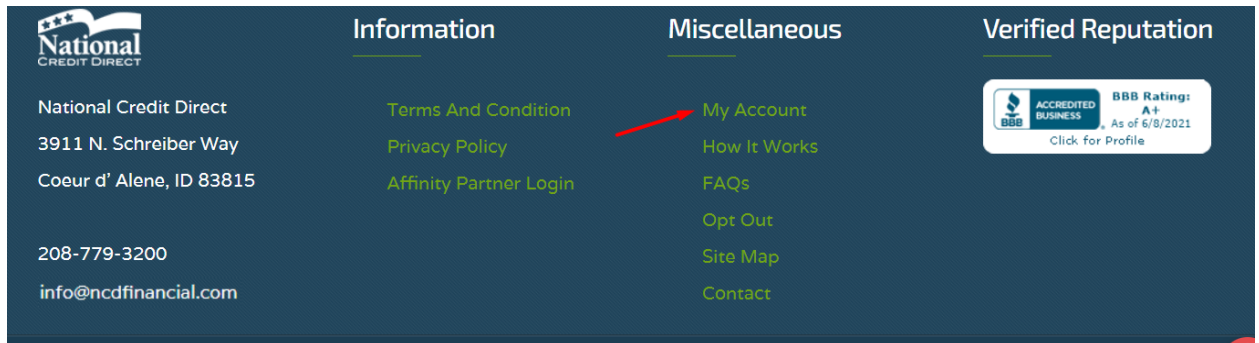 National
CREDIT DIRECT
National Credit Direct
3911 N. Schreiber Way
Coeur d' Alene, ID 83815
208-779-3200
info@ncdfinancial.com
Information
Terms And Condition
Privacy Policy
Affinity Partner Login
Miscellaneous
My Account
How It Works
FAQs
Opt Out
Site Map
Contact
Verified Reputation
BBB
ACCREDITED
BUSINESS
BBB Rating:
A+
As of 6/8/2021
Click for Profile